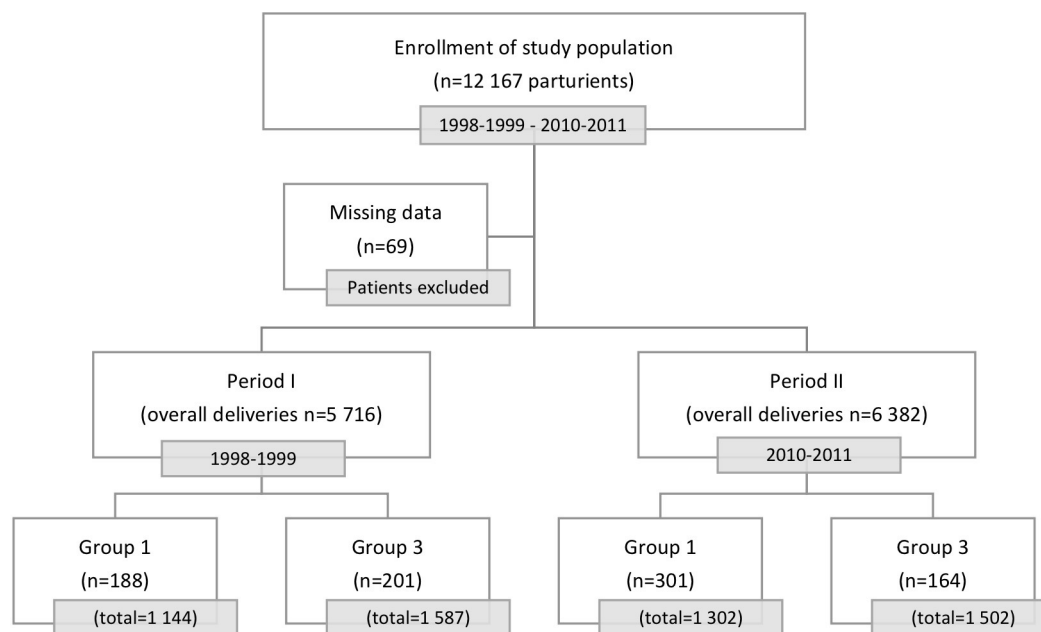 Enrollment of study population
(n=12 167 parturients)
1998-1999 - 2010-2011
Missing data
(n=69)
Patients excluded
Period I
(overall deliveries n=5 716)
1998-1999
Period II
(overall deliveries n=6 382)
2010-2011
Group 1
(n=188)
(total=1 144)
Group 3
(n=201)
(total=1 587)
Group 1
(n=301)
(total=1 302)
Group 3
(n=164)
(total=1 502)